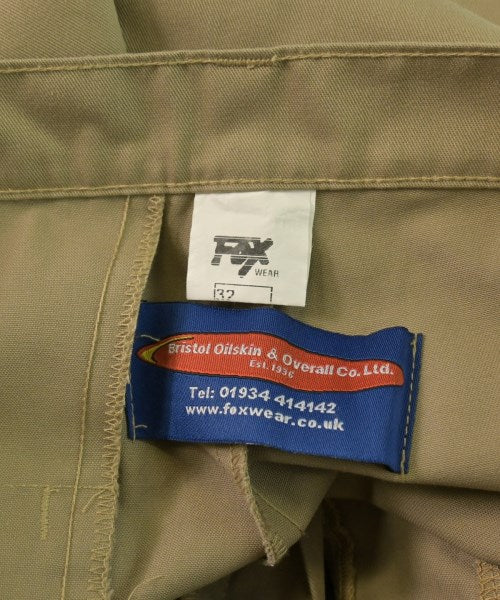 FOX
WEAR
32
Bristol Oilskin & Overall Co. Ltd.
Est. 1936
Tel: 01934 414142
www.foxwear.co.uk